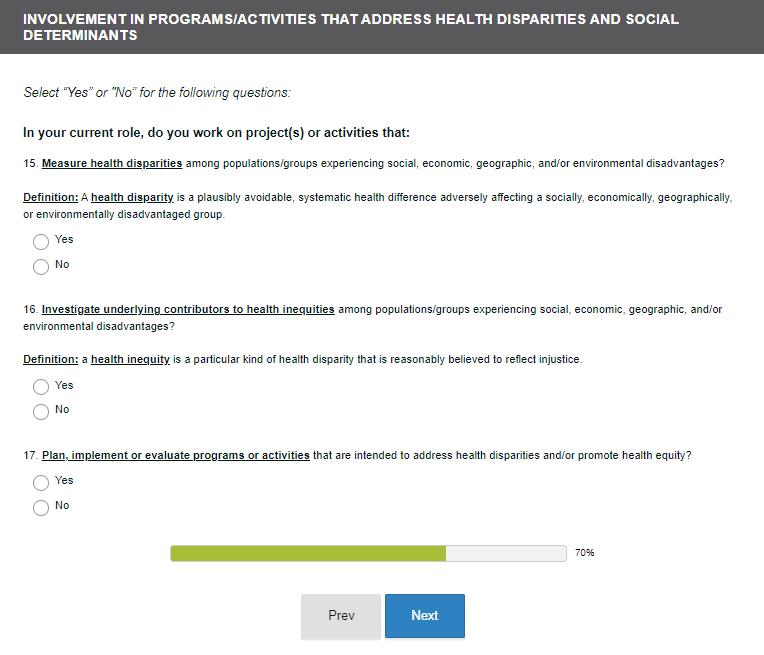 INVOLVEMENT IN PROGRAMS/ACTIVITIES THAT ADDRESS HEALTH DISPARITIES AND SOCIAL
DETERMINANTS
Select “Yes” or "No” for the following questions:
In your current role, do you work on project(s) or activities that:
15. Measure health disparities among populations/groups experiencing social, economic, geographic, and/or environmental disadvantages?
Definition: A health disparity is a plausibly avoidable, systematic health difference adversely affecting a socially, economically, geographically,
or environmentally disadvantaged group.
Yes
No
16. Investigate underlying contributors to health inequities among populations/groups experiencing social, economic, geographic, and/or
environmental disadvantages?
Definition: a health inequity is a particular kind of health disparity that is reasonably believed to reflect injustice.
Yes
No
17. Plan, implement or evaluate programs or activities that are intended to address health disparities and/or promote health equity?
Yes
No
70%
Prev Next